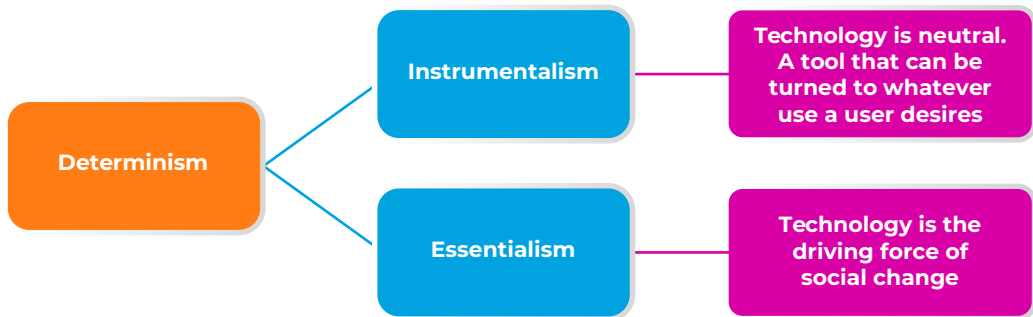 Determinism
Instrumentalism
Technology is neutral.
A tool that can be
turned to whatever
use a user desires
Essentialism
Technology is the
driving force of
social change